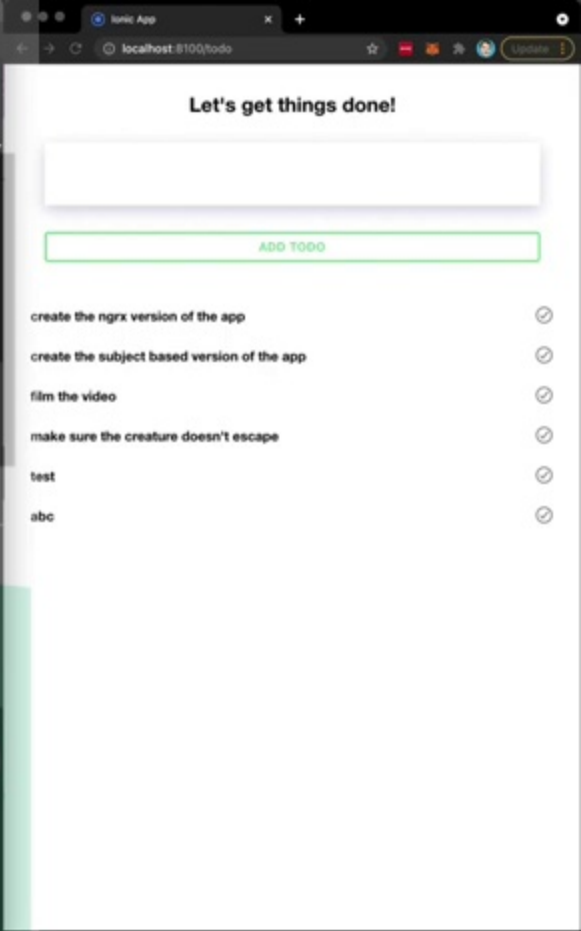 Ionic App
localhost:8100/todo
Update
Let's get things done!
ADD TODO
create the ngrx version of the app
create the subject based version of the app
film the video
make sure the creature doesn't escape
test
abc